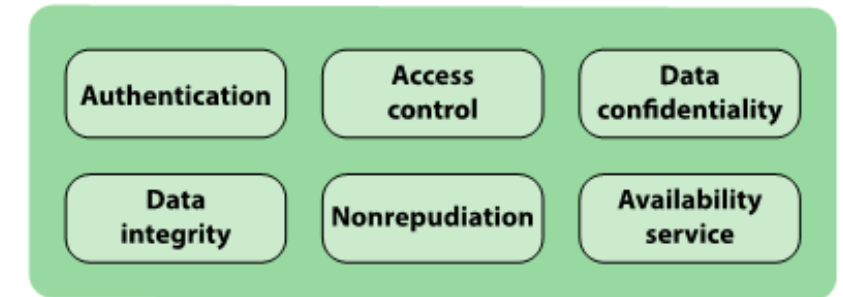 Authentication
Access
control
Data
confidentiality
Data
integrity
Nonrepudiation
Availability
service